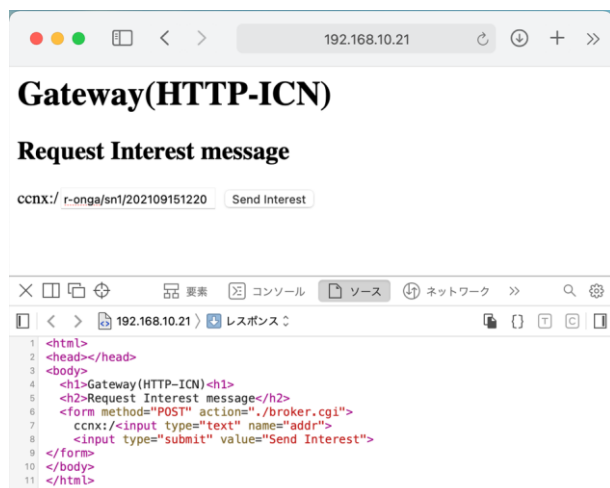 192.168.10.21
Gateway(HTTP-ICN)
Request Interest message
ccnx:/ r-onga/sn1/202109151220 Send Interest
要素 コンソール ソース ネットワーク
192.168.10.21 〉 レスポンス
1 <html>
2 <head></head>
3 <body>
4 <h1>Gateway(HTTP-ICN)<h1>
5 <h2>Request Interest message</h2>
6 <form method="POST" action="./broker.cgi">
7 ccnx:/<input type="text" name="addr">
8 <input type="submit" value="Send Interest">
9 </form>
10 </body>
11 </html>